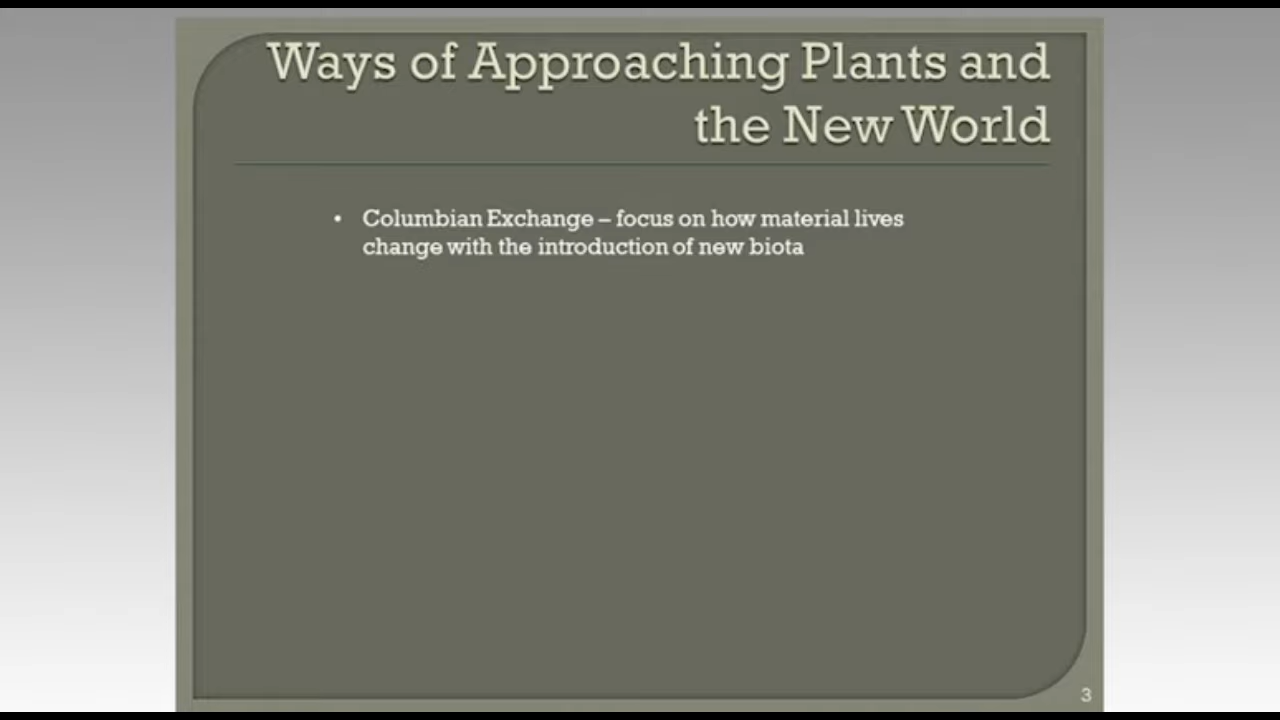 Ways of Approaching Plants and
the New World
• Columbian Exchange – focus on how material lives
change with the introduction of new biota
3